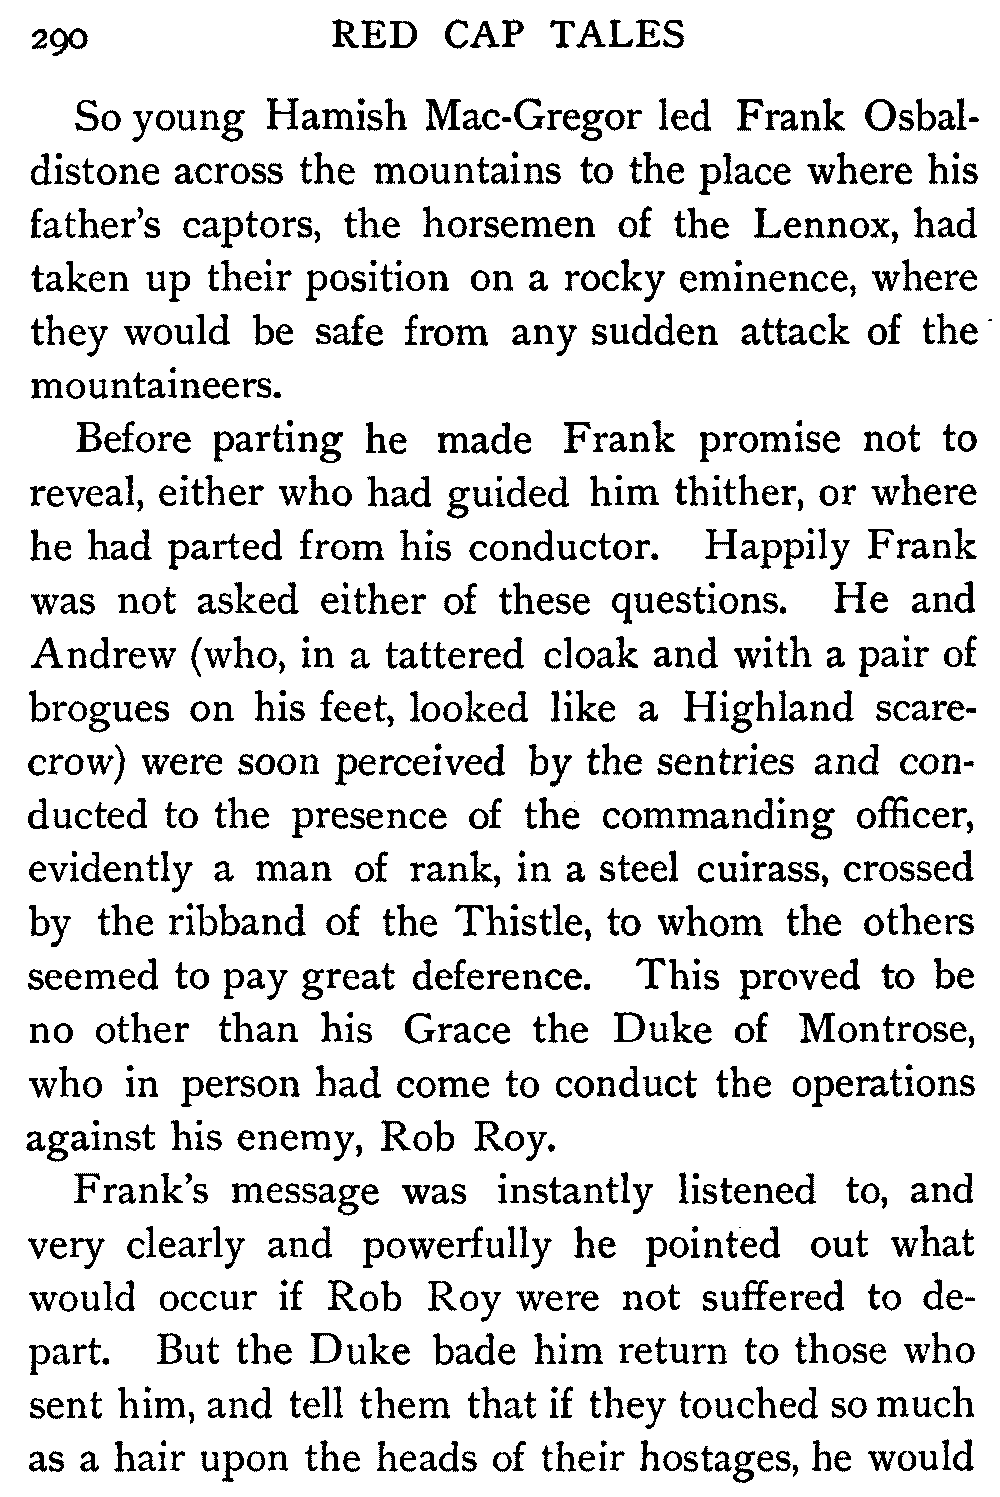 290 RED CAP TALES
So young Hamish Mac-Gregor led Frank Osbal-
distone across the mountains to the place where his
father's captors, the horsemen of the Lennox, had
taken up their position on a rocky eminence, where
they would be safe from any sudden attack of the
mountaineers.
Before parting he made Frank promise not to
reveal, either who had guided him thither, or where
he had parted from his conductor. Happily Frank
was not asked either of these questions. He and
Andrew (who, in a tattered cloak and with a pair of
brogues on his feet, looked like a Highland scare-
crow) were soon perceived by the sentries and con-
ducted to the presence of the commanding officer,
evidently a man of rank, in a steel cuirass, crossed
by the ribband of the Thistle, to whom the others
seemed to pay great deference. This proved to be
no other than his Grace the Duke of Montrose,
who in person had come to conduct the operations
against his enemy, Rob Roy.
Frank's message was instantly listened to, and
very clearly and powerfully he pointed out what
would occur if Rob Roy were not suffered to de-
part. But the Duke bade him return to those who
sent him, and tell them that if they touched so much
as a hair upon the heads of their hostages, he would